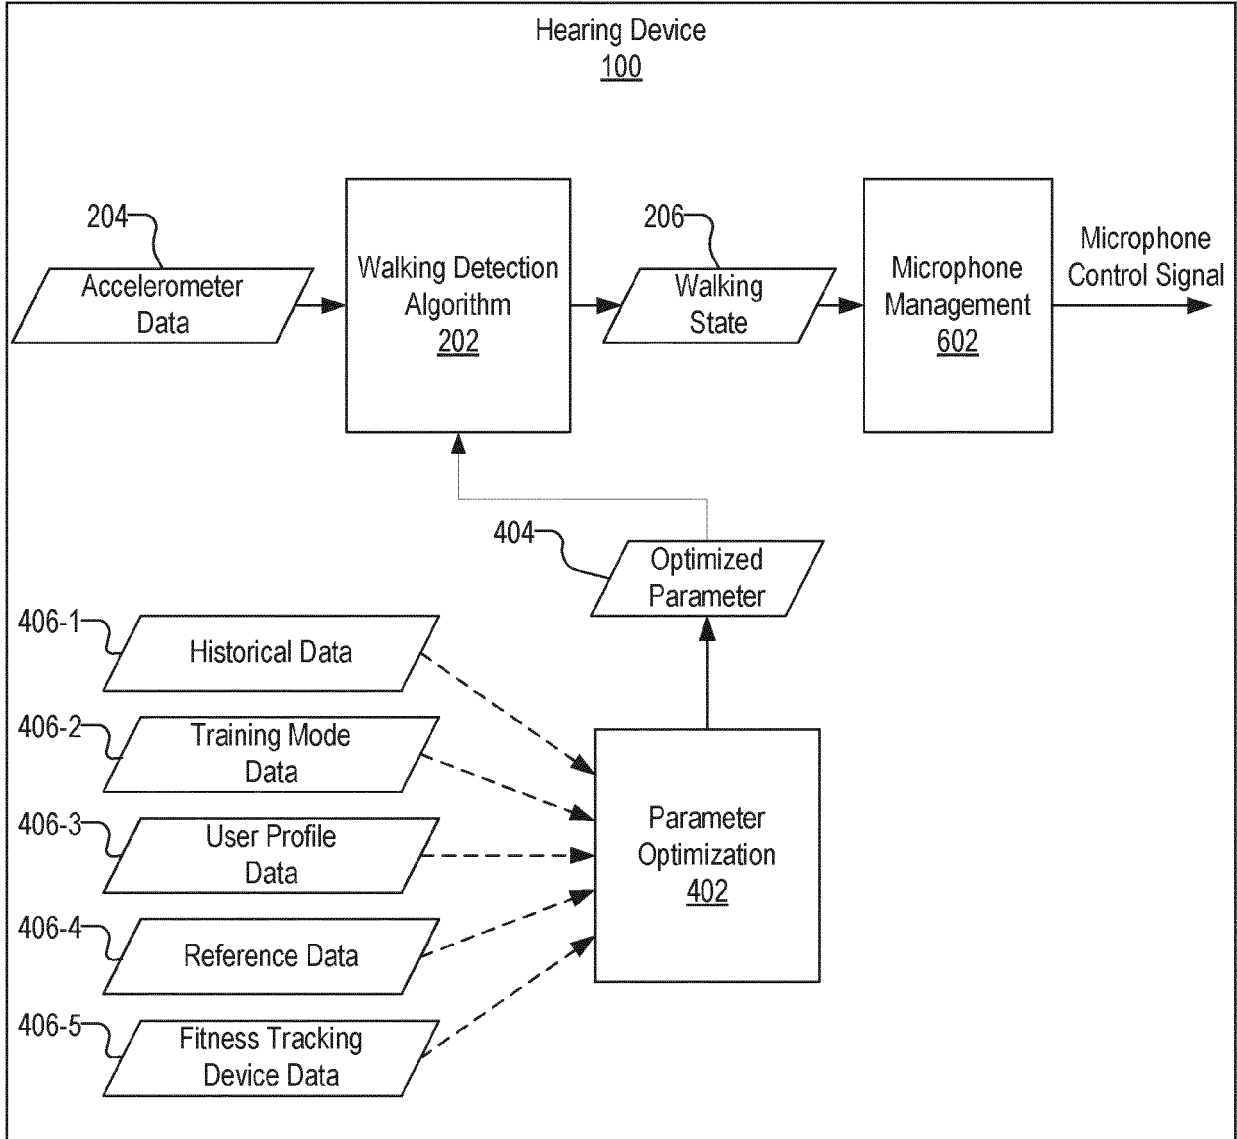 Hearing Device
100
204
Accelerometer
Data
Walking Detection
Algorithm
202
206
Walking
State
Microphone
Management
602
Microphone
Control Signal
404
Optimized
Parameter
406-1
Historical Data
406-2
Training Mode
Data
406-3
User Profile
Data
406-4
Reference Data
406-5
Fitness Tracking
Device Data
Parameter
Optimization
402